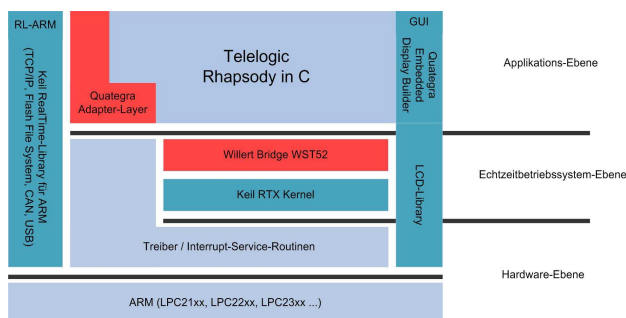 RL-ARM
Keil RealTime-Library für ARM
(TCP/IP, Flash File System, CAN, USB)
Telelogic
Rhapsody in C
Quategra
Adapter-Layer
GUI
Quategra
Embedded
Display Builder
Applikations-Ebene
Willert Bridge WST52
Keil RTX Kernel
LCD-Library
Echtzeitbetriebssystem-Ebene
Treiber / Interrupt-Service-Routinen
Hardware-Ebene
ARM (LPC21xx, LPC22xx, LPC23xx ...)